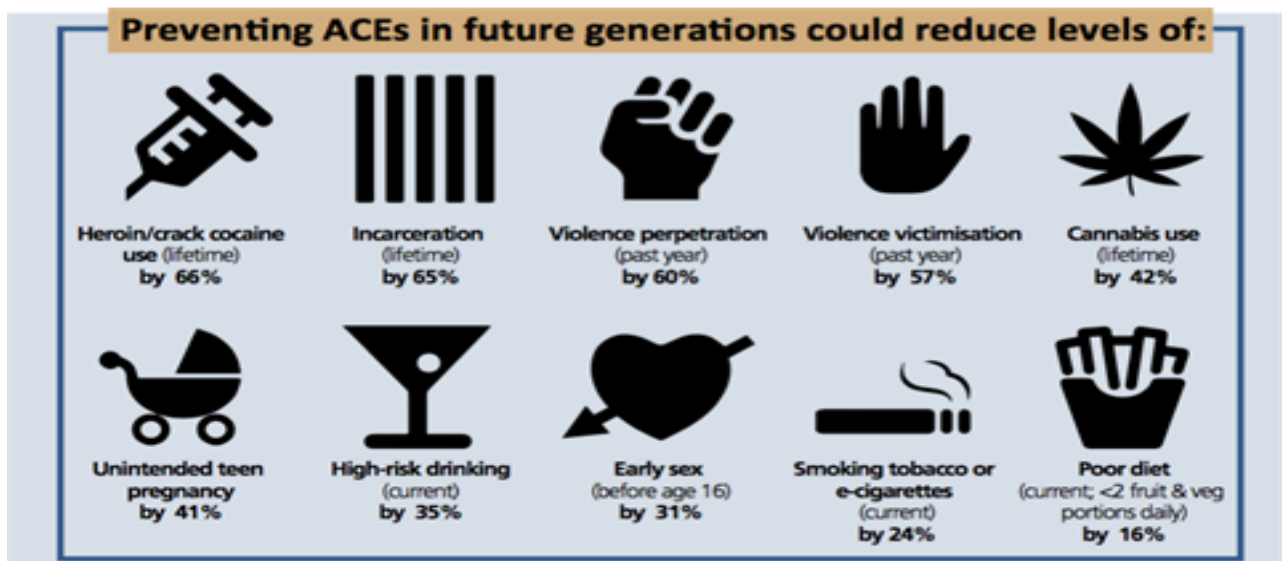 Preventing ACEs in future generations could reduce levels of:
Heroin/crack cocaine
use (lifetime)
by 66%
Incarceration
(lifetime)
by 65%
Violence perpetration
(past year)
by 60%
Violence victimisation
(past year)
by 57%
Cannabis use
(lifetime)
by 42%
Unintended teen
pregnancy
by 41%
High-risk drinking
(current)
by 35%
Early sex
(before age 16)
by 31%
Smoking tobacco or
e-cigarettes
(current)
by 24%
Poor diet
(current; <2 fruit & veg
portions daily)
by 16%